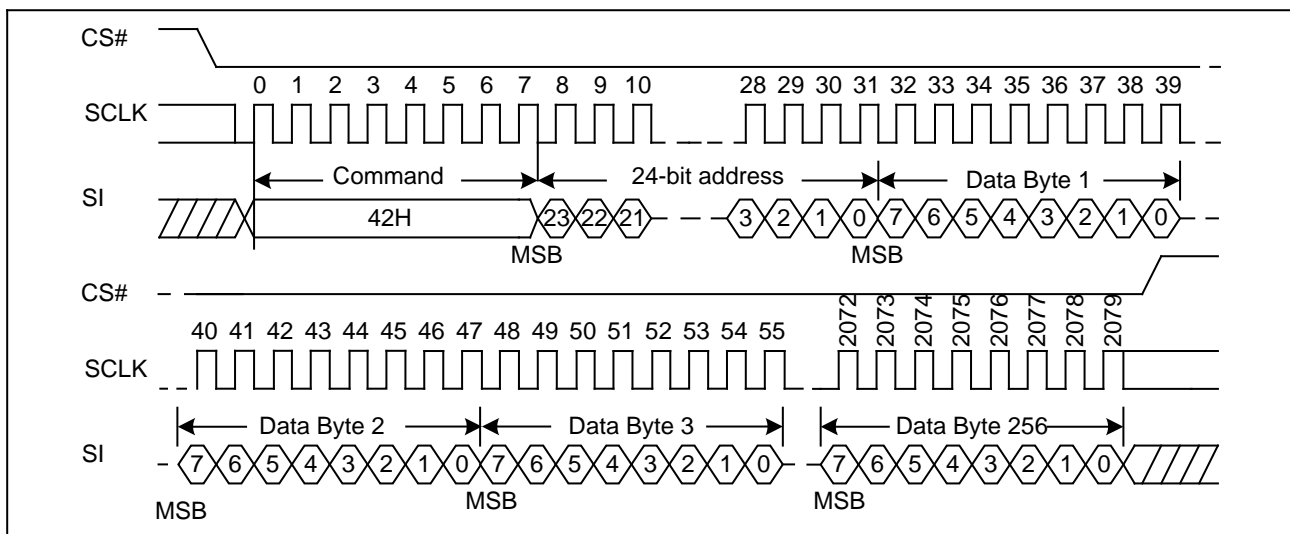 CS#
0 1 2 3 4 5 6 7 8 9 10 28 29 30 31 32 33 34 35 36 37 38 39
SCLK
Command 24-bit address Data Byte 1
SI
42H 23 22 21 3 2 1 0 7 6 5 4 3 2 1 0
MSB MSB
CS#
40 41 42 43 44 45 46 47 48 49 50 51 52 53 54 55 2072 2073 2074 2075 2076 2077 2078 2079
SCLK
Data Byte 2 Data Byte 3 Data Byte 256
SI
7 6 5 4 3 2 1 0 7 6 5 4 3 2 1 0 7 6 5 4 3 2 1 0
MSB MSB MSB